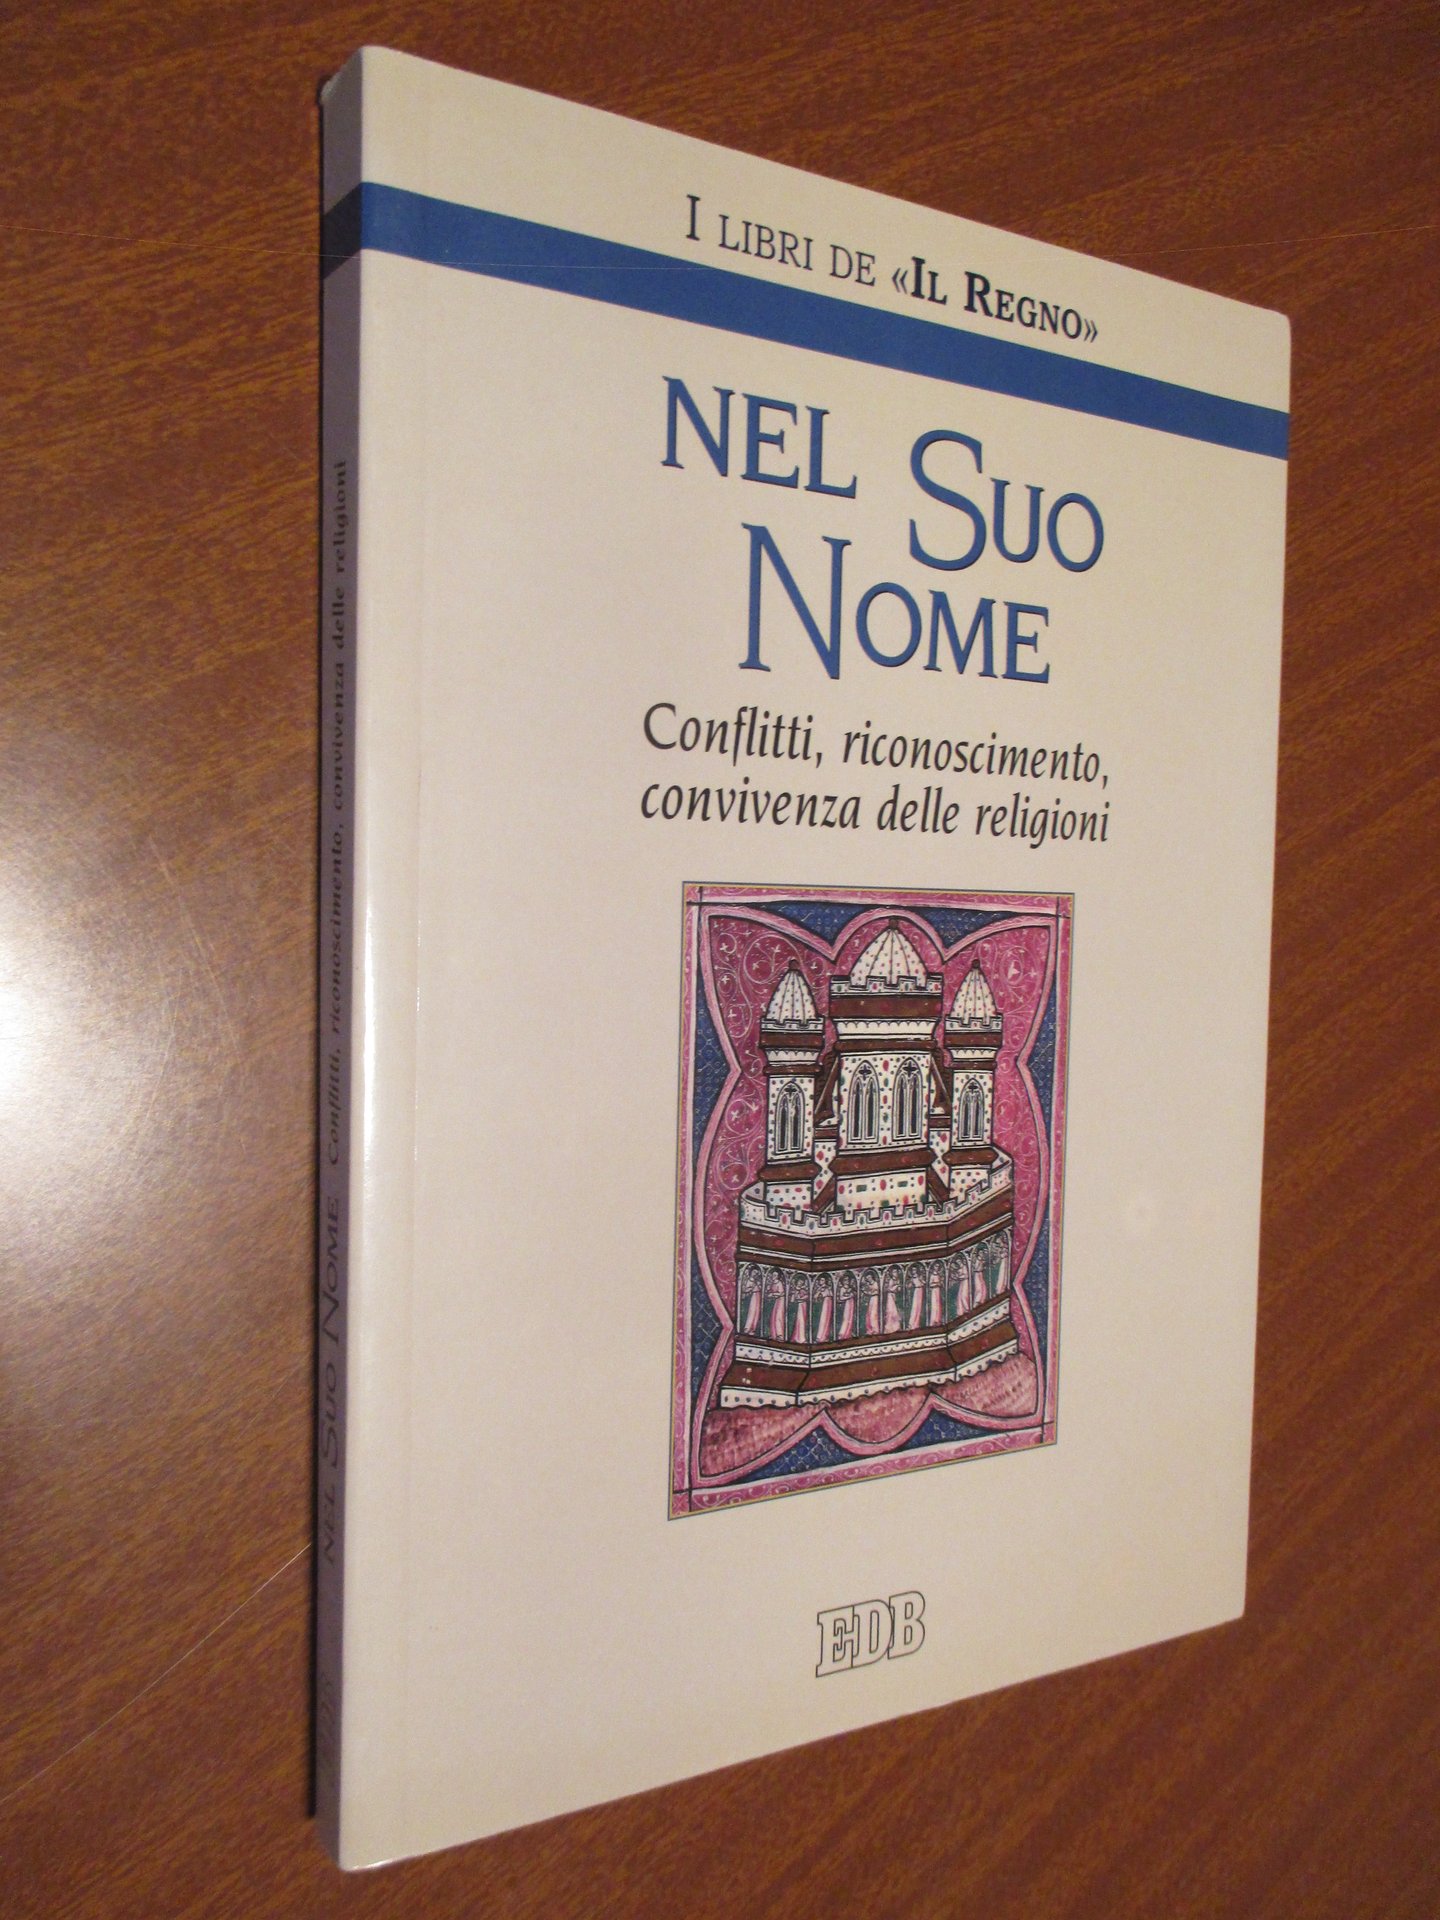 I LIBRI DE «IL REGNO»
NEL SUO
NOME
Conflitti, riconoscimento,
convivenza delle religioni
EDB
NEL SUO NOME Conflitti, riconoscimento, convivenza delle religioni